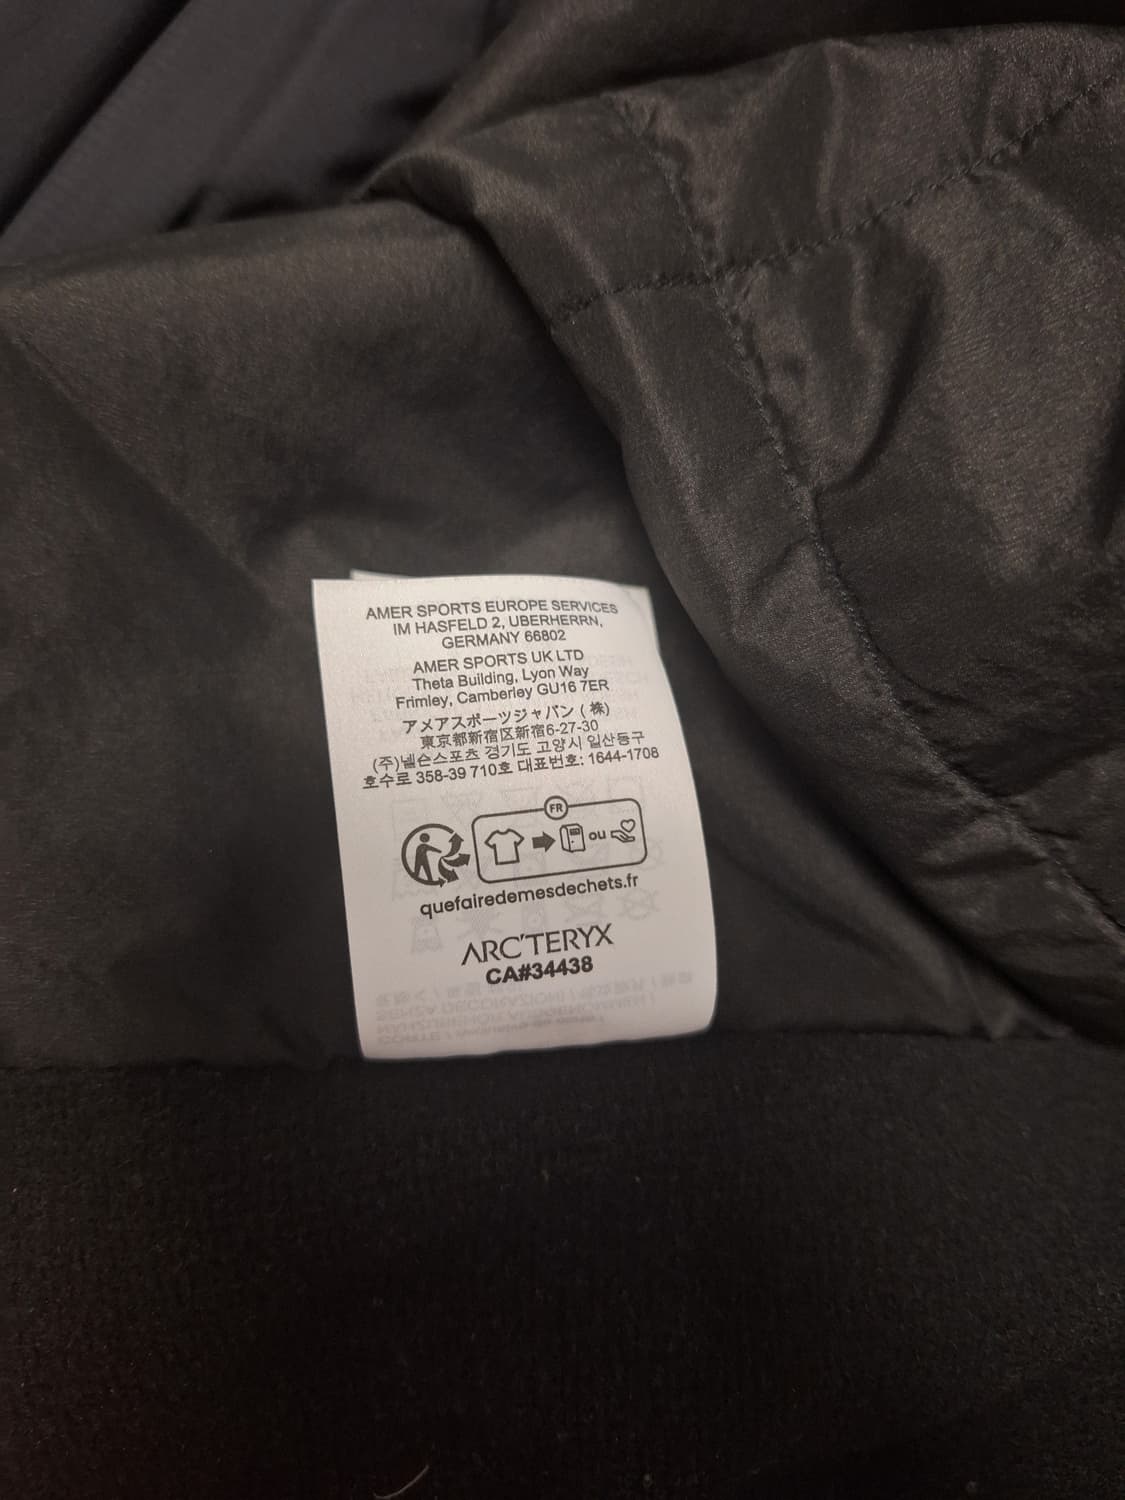 AMER SPORTS EUROPE SERVICES
IM HASFELD 2, UBERHERRN,
GERMANY 66802
AMER SPORTS UK LTD
Theta Building, Lyon Way
Frimley, Camberley GU16 7ER
アメアスポーツジャパン (株)
東京都新宿区新宿6-27-30
(주)넬슨스포츠 경기도 고양시 일산동구
호수로 358-39 710호 대표번호: 1644-1708
FR
ou
quefairedemesdechets.fr
ARC'TERYX
CA#34438